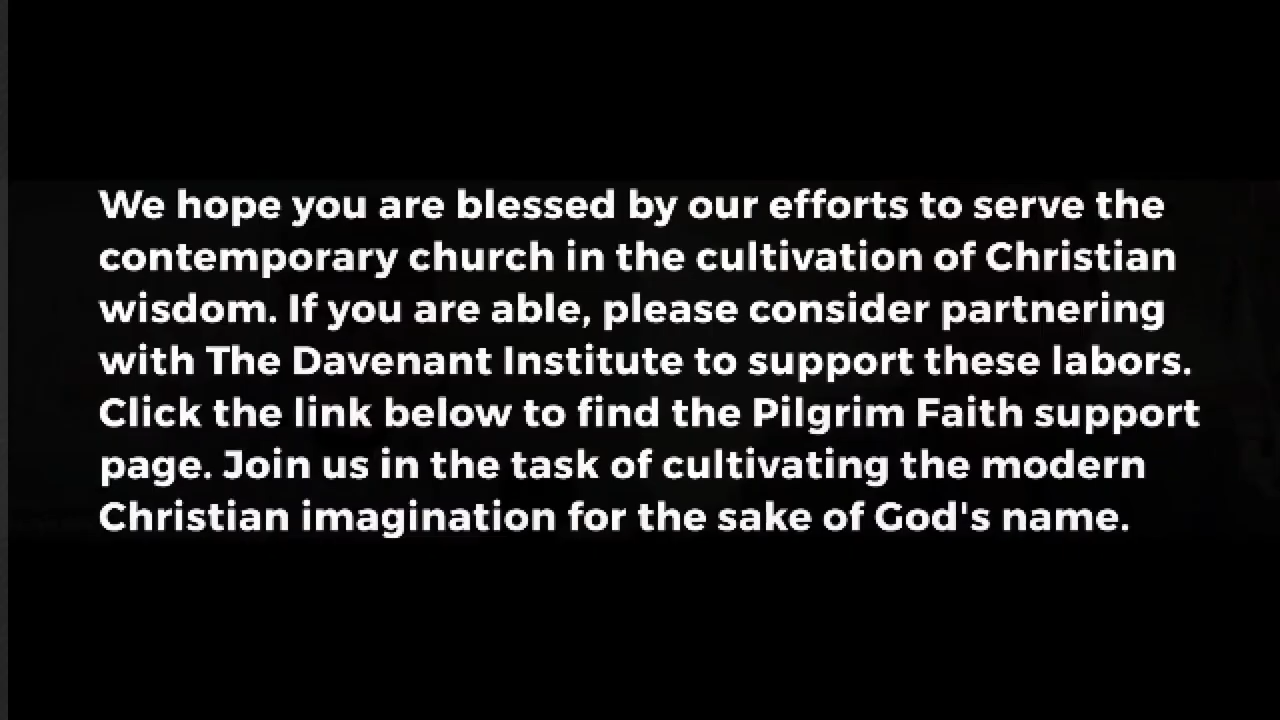 We hope you are blessed by our efforts to serve the
contemporary church in the cultivation of Christian
wisdom. If you are able, please consider partnering
with The Davenant Institute to support these labors.
Click the link below to find the Pilgrim Faith support
page. Join us in the task of cultivating the modern
Christian imagination for the sake of God's name.